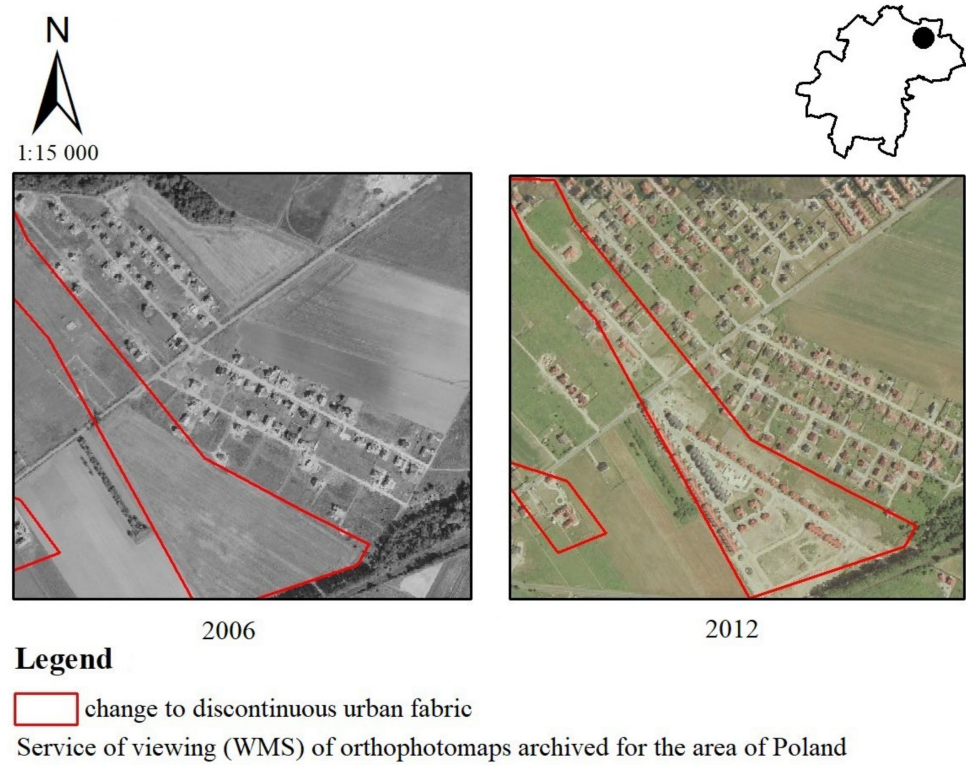 N
1:15 000
2006
2012
Legend
change to discontinuous urban fabric
Service of viewing (WMS) of orthophotomaps archived for the area of Poland